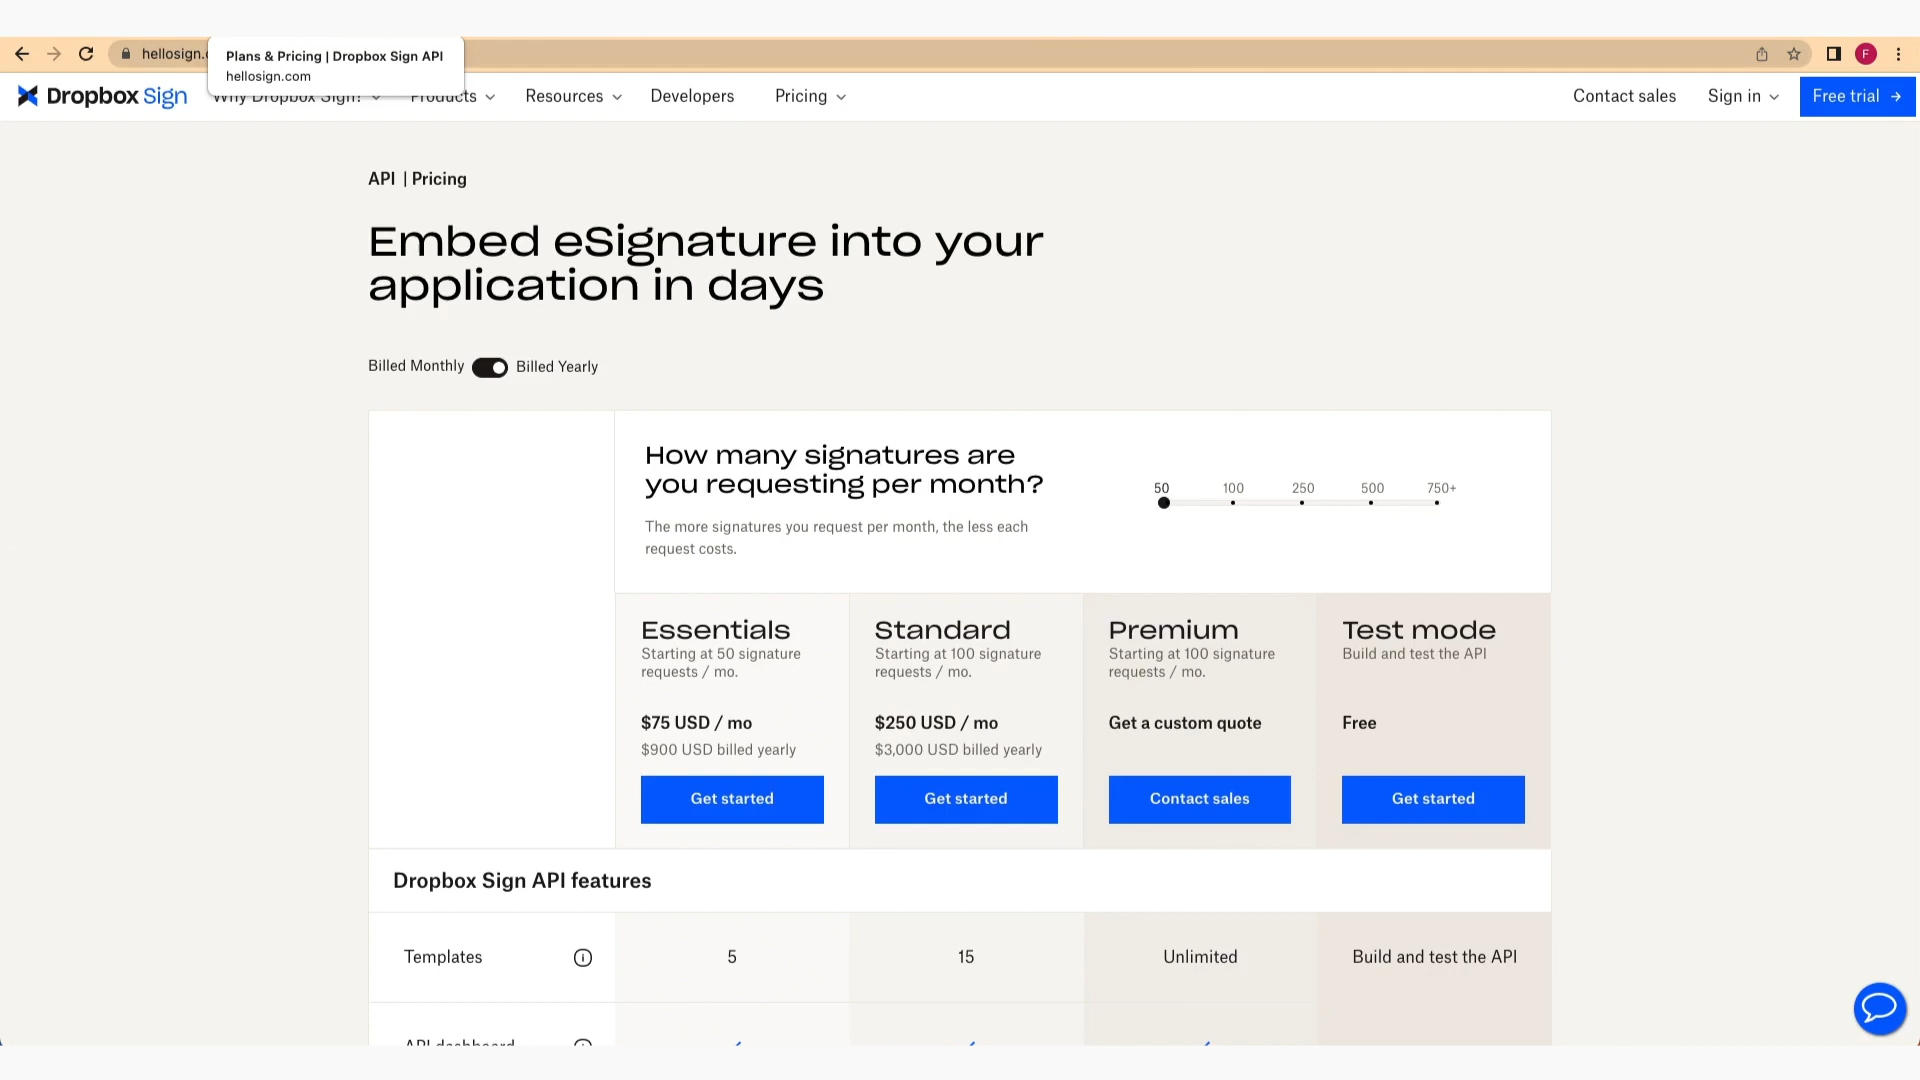 hellosign.c
Plans & Pricing | Dropbox Sign API
hellosign.com
F
Dropbox Sign
Why Dropbox Sign?
Products
Resources
Developers
Pricing
Contact sales
Sign in
Free trial →
API | Pricing
Embed eSignature into your
application in days
Billed Monthly
Billed Yearly
How many signatures are
you requesting per month?
The more signatures you request per month, the less each
request costs.
50 100 250 500 750+
Essentials
Starting at 50 signature
requests / mo.
$75 USD / mo
$900 USD billed yearly
Get started
Standard
Starting at 100 signature
requests / mo.
$250 USD / mo
$3,000 USD billed yearly
Get started
Premium
Starting at 100 signature
requests / mo.
Get a custom quote
Contact sales
Test mode
Build and test the API
Free
Get started
Dropbox Sign API features
Templates 5 15 Unlimited Build and test the API
API dashboard